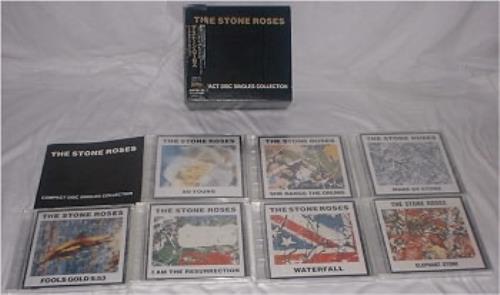 THE STONE ROSES
COMPACT DISC SINGLES COLLECTION
THE STONE ROSES
COMPACT DISC SINGLES COLLECTION
THE STONE ROSES
SO YOUNG
THE STONE ROSES
SHE BANGS THE DRUMS
THE STONE ROSES
MADE OF STONE
THE STONE ROSES
FOOLS GOLD 9.53
THE STONE ROSES
I AM THE RESURRECTION
THE STONE ROSES
WATERFALL
THE STONE ROSES
ELEPHANT STONE